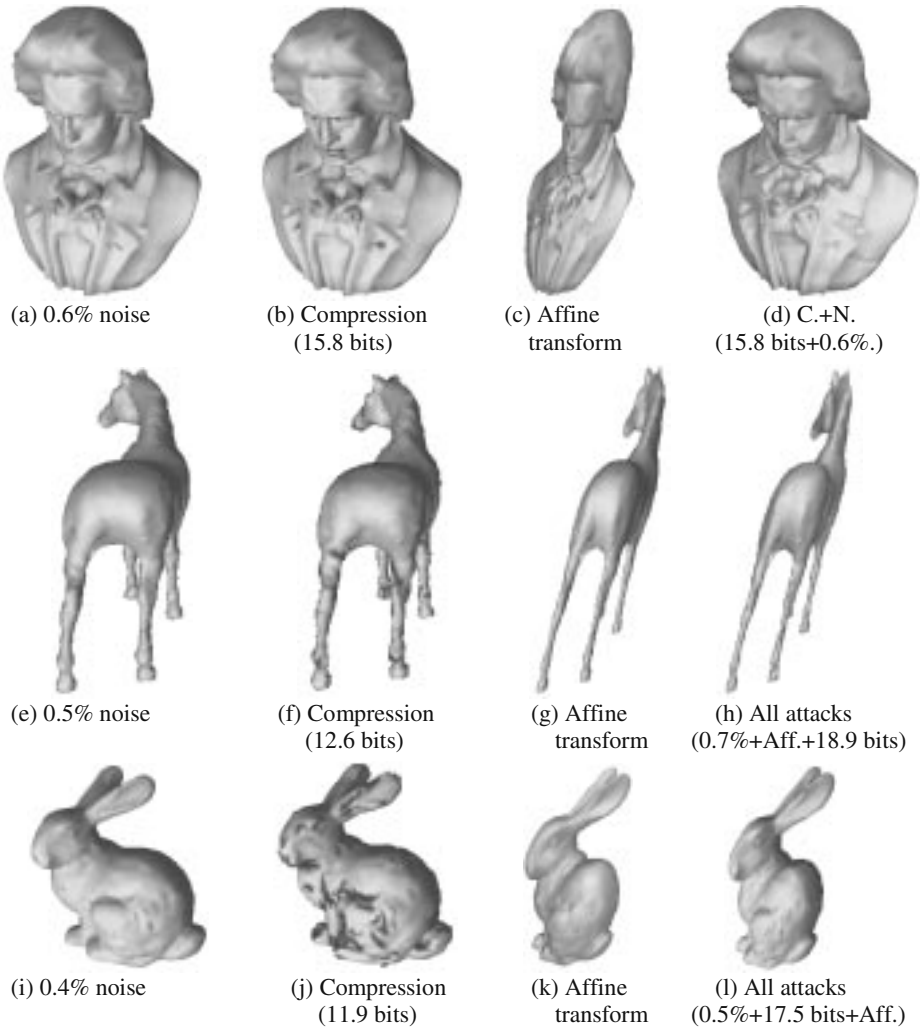 (a) 0.6% noise
(b) Compression
(15.8 bits)
(c) Affine
transform
(d) C.+N.
(15.8 bits+0.6%.)
(e) 0.5% noise
(f) Compression
(12.6 bits)
(g) Affine
transform
(h) All attacks
(0.7%+Aff.+18.9 bits)
(i) 0.4% noise
(j) Compression
(11.9 bits)
(k) Affine
transform
(l) All attacks
(0.5%+17.5 bits+Aff.)